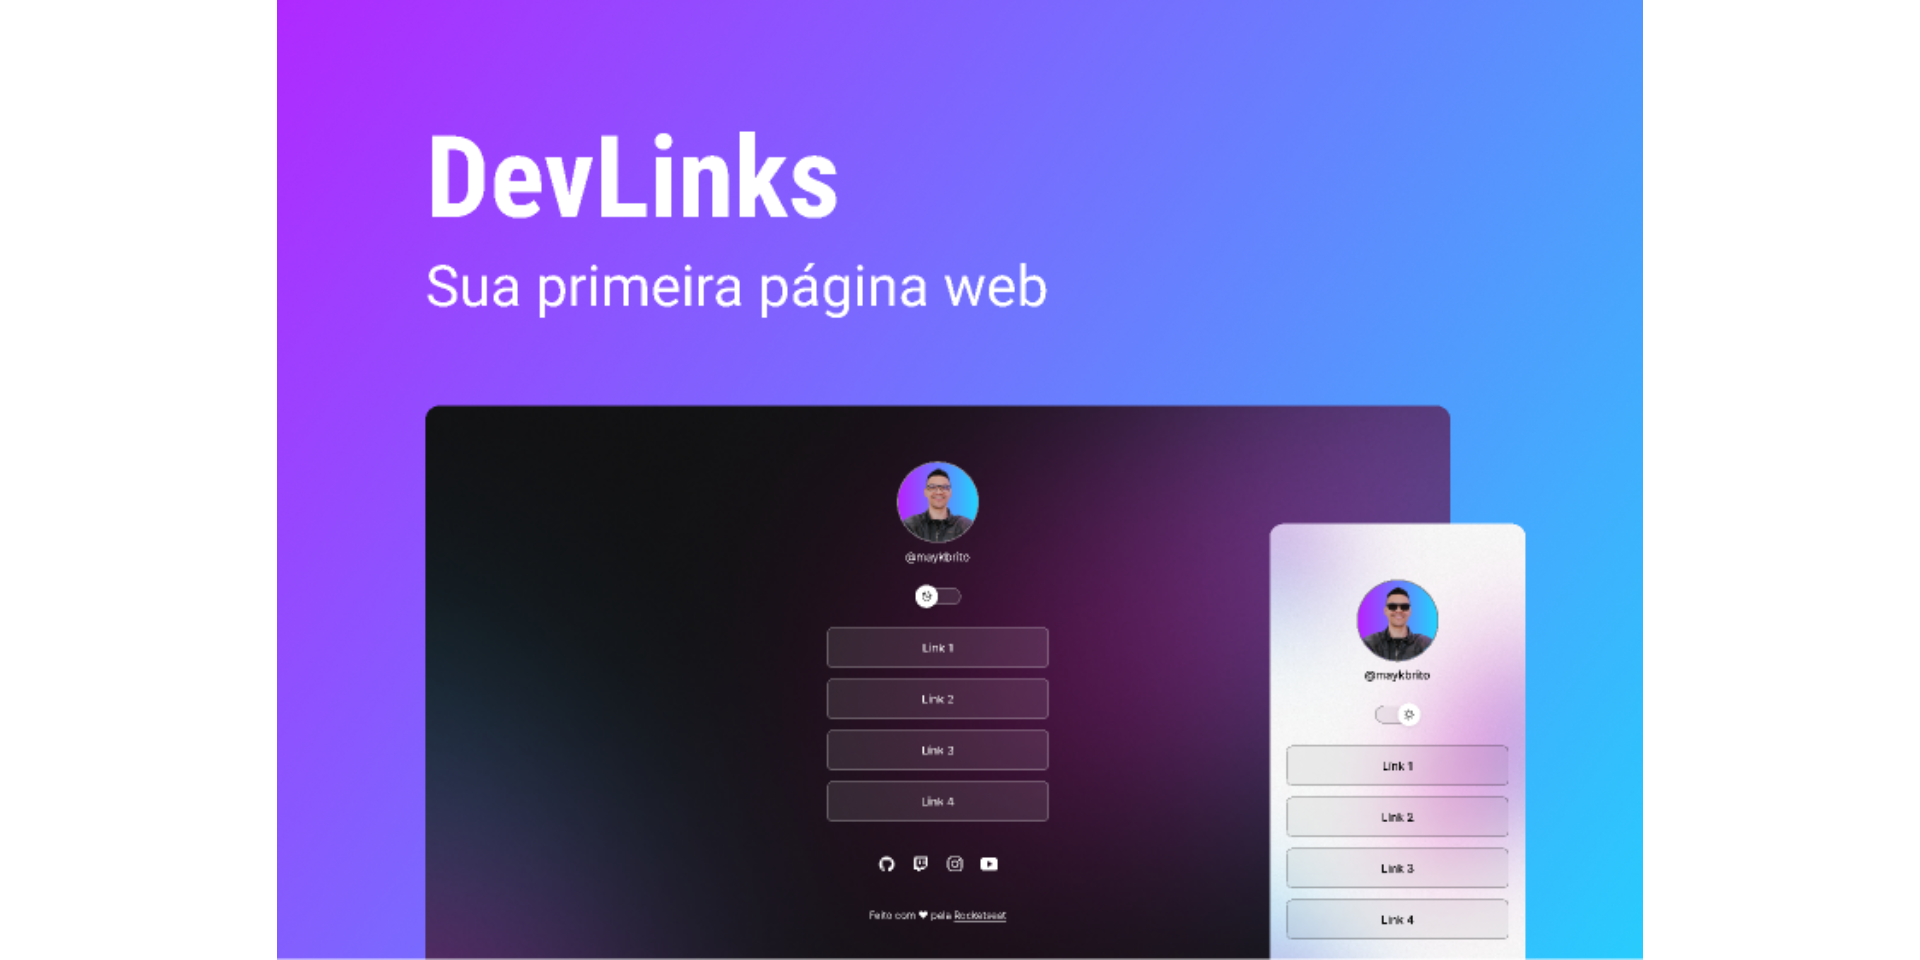 DevLinks
Sua primeira página web
@maykbrito
Link 1
Link 2
Link 3
Link 4
Feito com ♥ pela Rocketseat
@maykbrito
Link 1
Link 2
Link 3
Link 4